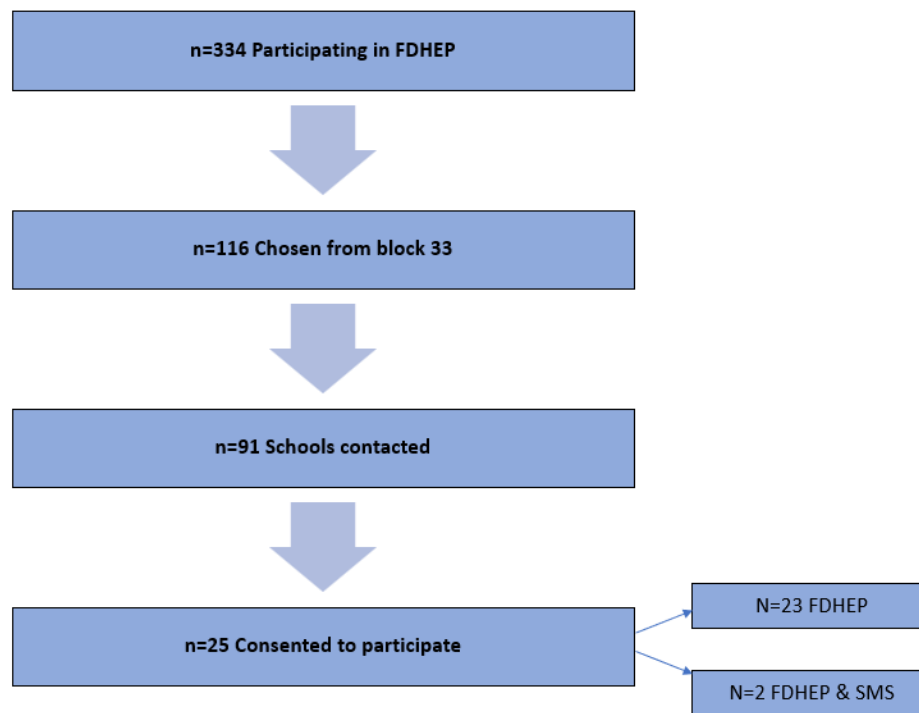 n=334 Participating in FDHEP
n=116 Chosen from block 33
n=91 Schools contacted
n=25 Consented to participate
N=23 FDHEP
N=2 FDHEP & SMS